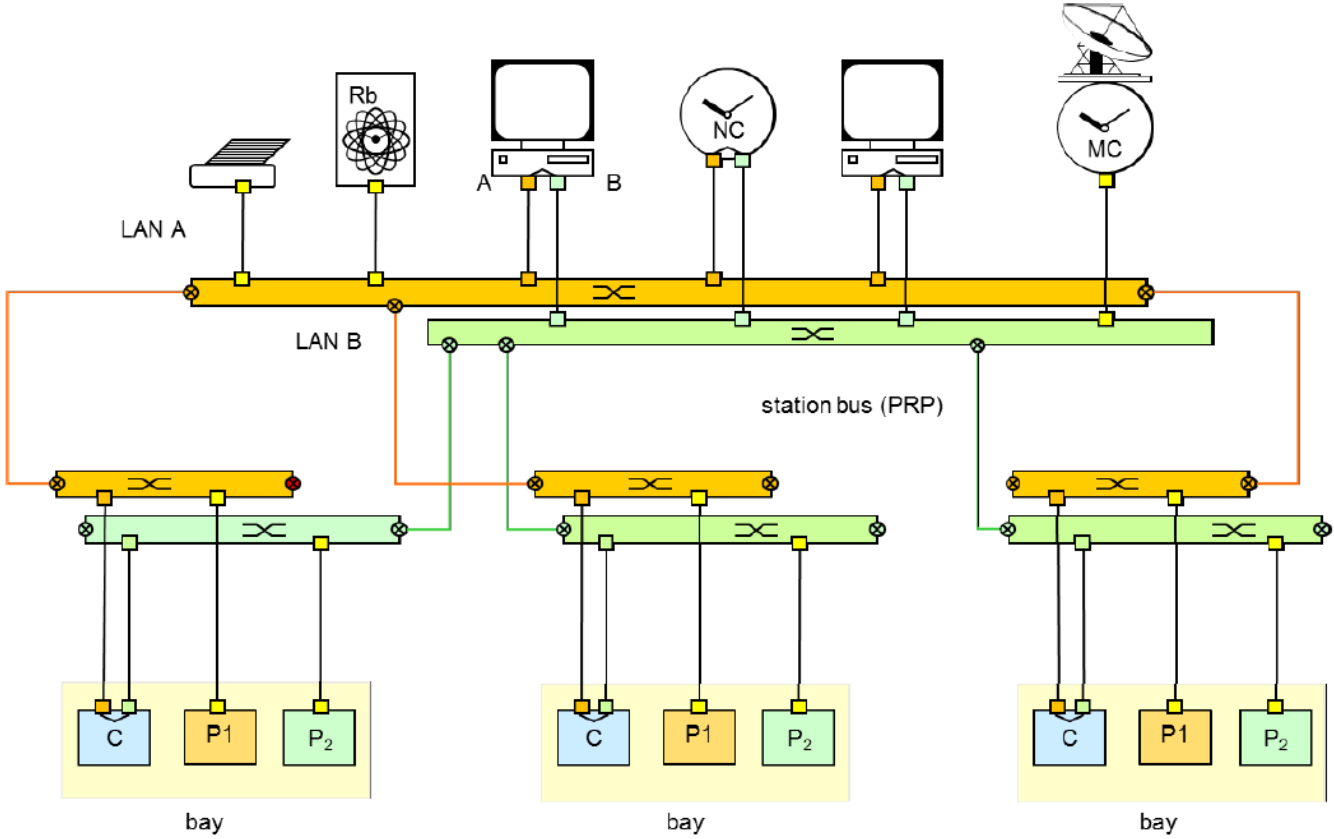 Rb
NC
MC
A
B
LAN A
LAN B
station bus (PRP)
C
P1
P₂
C
P1
P₂
C
P1
P₂
bay
bay
bay